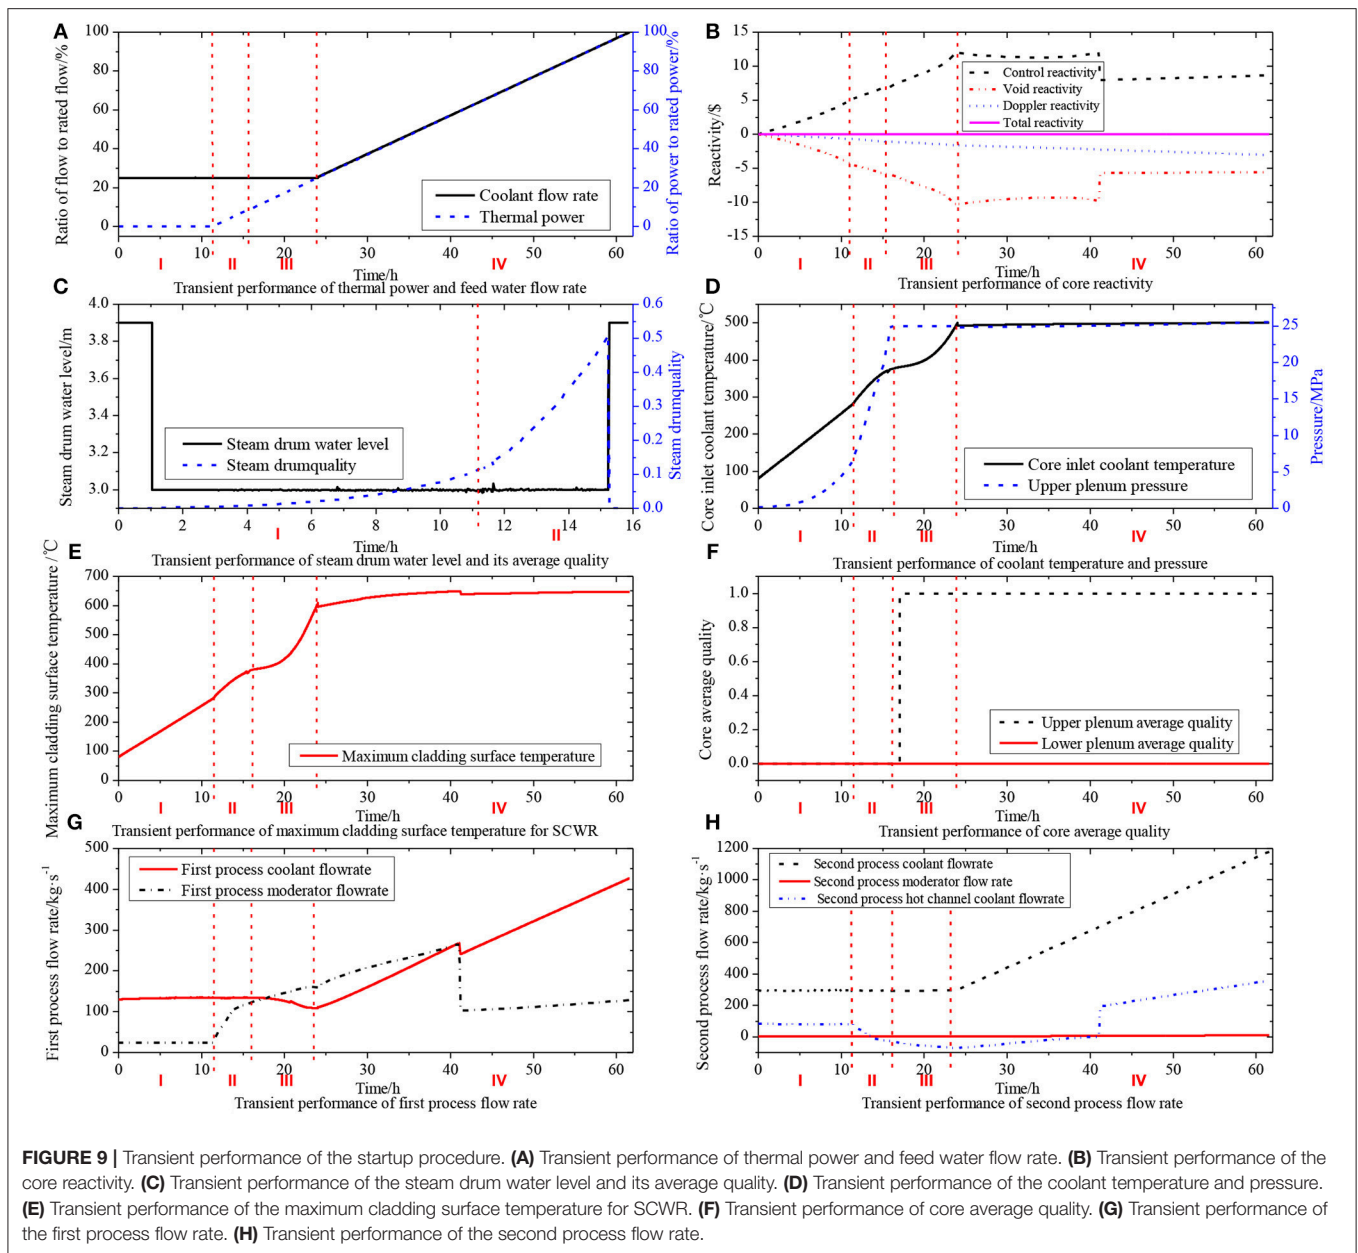 A
Ratio of flow to rated flow/%
100
80
60
40
20
0
100
80
60
40
20
0
Ratio of power to rated power/%
Coolant flow rate
Thermal power
0 10 20 30 40 50 60
I II III IV
Time/h
Transient performance of thermal power and feed water flow rate
B
Reactivity/$
15
10
5
0
-5
-10
-15
Control reactivity
Void reactivity
Doppler reactivity
Total reactivity
0 10 20 30 40 50 60
I II III IV
Time/h
Transient performance of core reactivity
C
Steam drum water level/m
4.0
3.8
3.6
3.4
3.2
3.0
0.6
0.5
0.4
0.3
0.2
0.1
0.0
Steam drumquality
Steam drum water level
Steam drumquality
0 2 4 6 8 10 12 14 16
I II
Time/h
Transient performance of steam drum water level and its average quality
D
Core inlet coolant temperature/℃
500
400
300
200
100
0
25
20
15
10
5
0
Pressure/MPa
Core inlet coolant temperature
Upper plenum pressure
0 10 20 30 40 50 60
I II III IV
Time/h
Transient performance of coolant temperature and pressure
E
Maximum cladding surface temperature /℃
700
600
500
400
300
200
100
0
Maximum cladding surface temperature
0 10 20 30 40 50 60
I II III IV
Time/h
Transient performance of maximum cladding surface temperature for SCWR
F
Core average quality
1.0
0.8
0.6
0.4
0.2
0.0
Upper plenum average quality
Lower plenum average quality
0 10 20 30 40 50 60
I II III IV
Time/h
Transient performance of core average quality
G
First process flow rate/kg·s-1
500
400
300
200
100
0
First process coolant flowrate
First process moderator flowrate
0 10 20 30 40 50 60
I II III IV
Time/h
Transient performance of first process flow rate
H
Second process flow rate/kg·s-1
1200
1000
800
600
400
200
0
Second process coolant flowrate
Second process moderator flow rate
Second process hot channel coolant flowrate
0 10 20 30 40 50 60
I II III IV
Time/h
Transient performance of second process flow rate
FIGURE 9 | Transient performance of the startup procedure. (A) Transient performance of thermal power and feed water flow rate. (B) Transient performance of the
core reactivity. (C) Transient performance of the steam drum water level and its average quality. (D) Transient performance of the coolant temperature and pressure.
(E) Transient performance of the maximum cladding surface temperature for SCWR. (F) Transient performance of core average quality. (G) Transient performance of
the first process flow rate. (H) Transient performance of the second process flow rate.